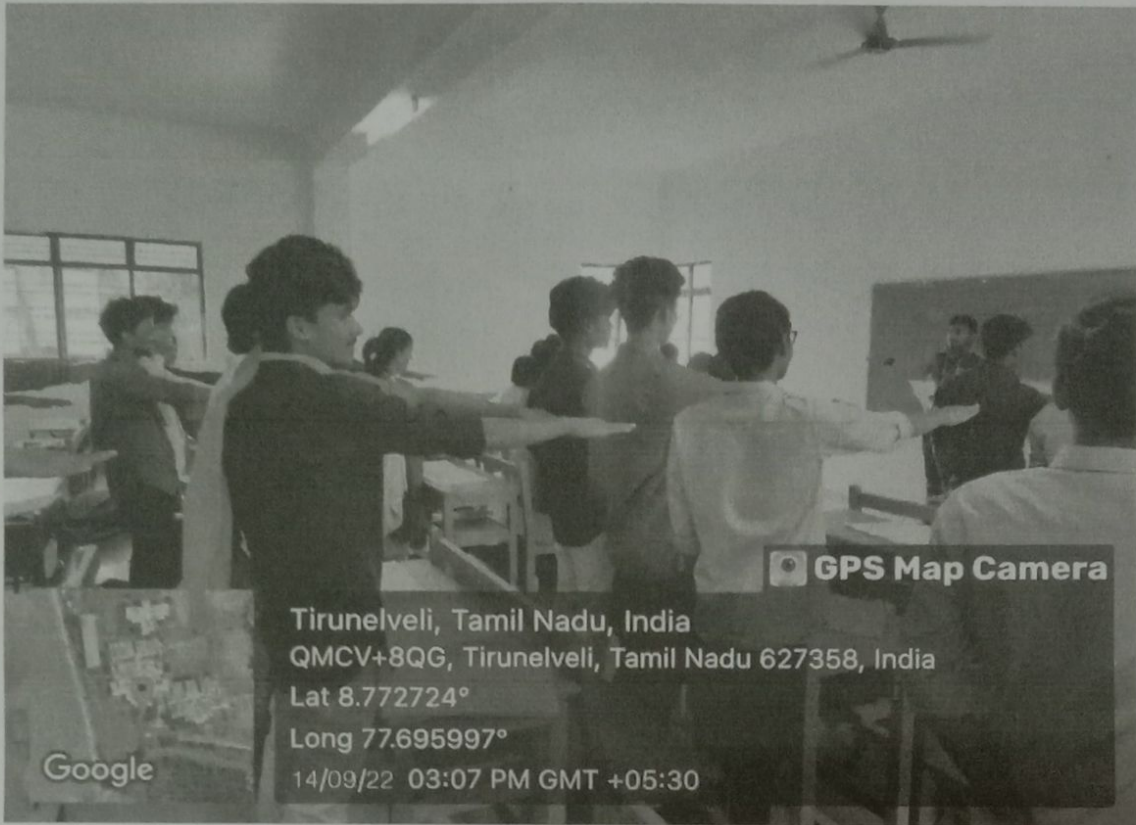 GPS Map Camera
Tirunelveli, Tamil Nadu, India
QMCV+8QG, Tirunelveli, Tamil Nadu 627358, India
Lat 8.772724°
Long 77.695997°
14/09/22 03:07 PM GMT +05:30
Google